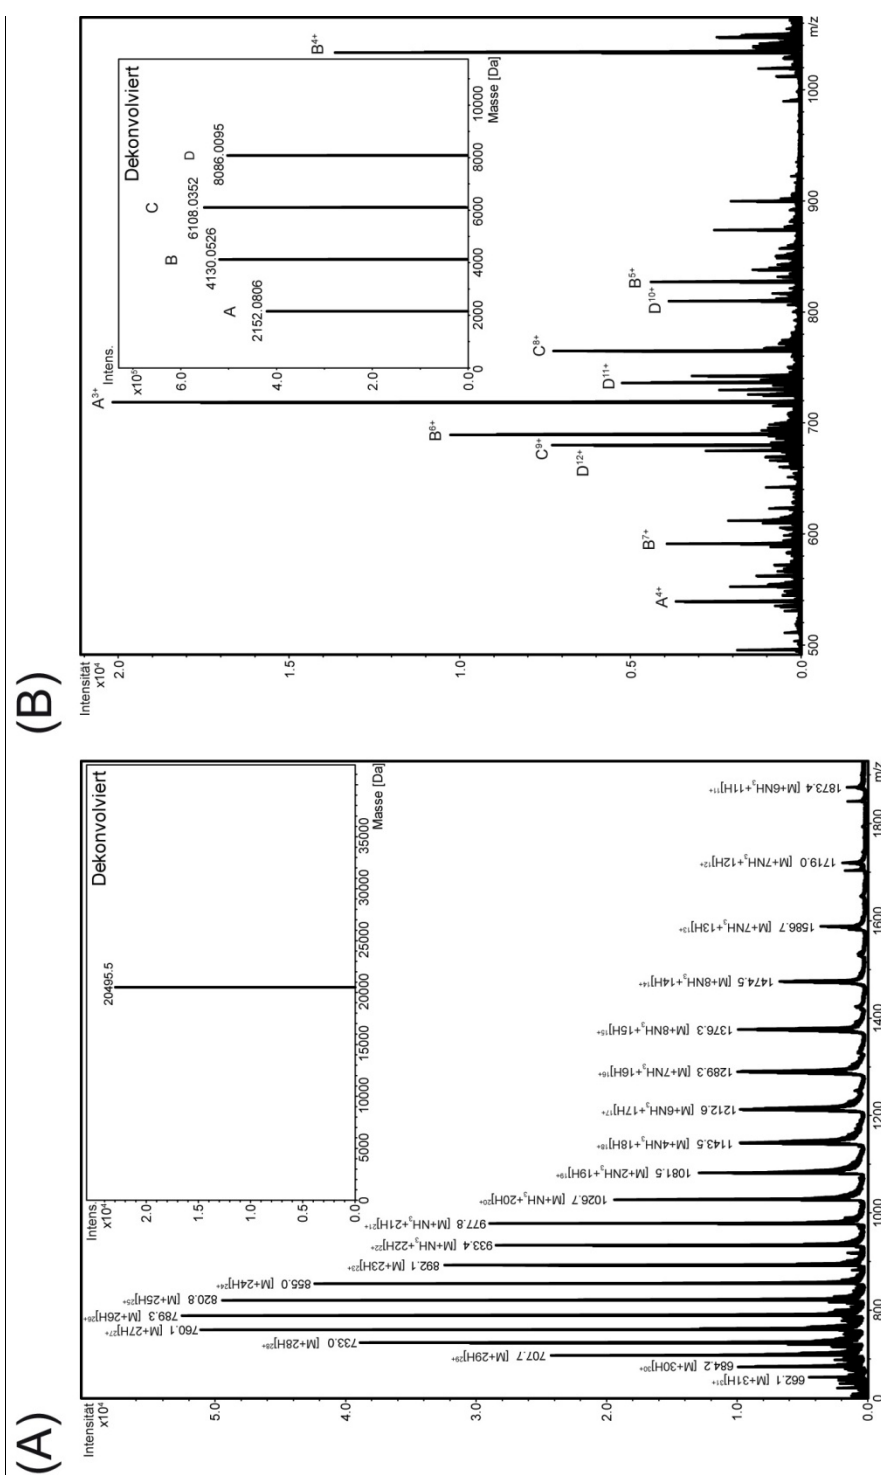 (A)
Intensität
x10⁴
5.0
4.0
3.0
2.0
1.0
0.0
Intens.
x10⁴
2.0
1.0
0.0
Dekonvolviert
20495.5
0
5000
10000
15000
20000
25000
30000
35000
Masse [Da]
662.1 [M+31H]³¹⁺
684.2 [M+30H]³⁰⁺
707.7 [M+29H]²⁹⁺
733.0 [M+28H]²⁸⁺
760.1 [M+27H]²⁷⁺
789.3 [M+26H]²⁶⁺
820.8 [M+25H]²⁵⁺
855.0 [M+24H]²⁴⁺
892.1 [M+23H]²³⁺
933.4 [M+NH₃+22H]²²⁺
977.8 [M+NH₃+21H]²¹⁺
1026.7 [M+NH₃+20H]²⁰⁺
1081.5 [M+2NH₃+19H]¹⁹⁺
1143.5 [M+4NH₃+18H]¹⁸⁺
1212.6 [M+6NH₃+17H]¹⁷⁺
1289.3 [M+7NH₃+16H]¹⁶⁺
1376.3 [M+8NH₃+15H]¹⁵⁺
1474.5 [M+8NH₃+14H]¹⁴⁺
1586.7 [M+7NH₃+13H]¹³⁺
1719.0 [M+7NH₃+12H]¹²⁺
1873.4 [M+6NH₃+11H]¹¹⁺
0
800
1000
1200
1400
1600
1800
m/z
(B)
Intensität
x10⁴
2.0
1.5
1.0
0.5
0.0
Intens.
x10⁵
6.0
4.0
2.0
0.0
Dekonvolviert
A
2152.0806
B
4130.0526
C
6108.0352
D
8086.0095
0
2000
4000
6000
8000
10000
Masse [Da]
A⁴⁺
B⁷⁺
D¹²⁺
C⁹⁺
B⁶⁺
A³⁺
D¹¹⁺
C⁸⁺
D¹⁰⁺
B⁵⁺
B⁴⁺
500
600
700
800
900
1000
m/z